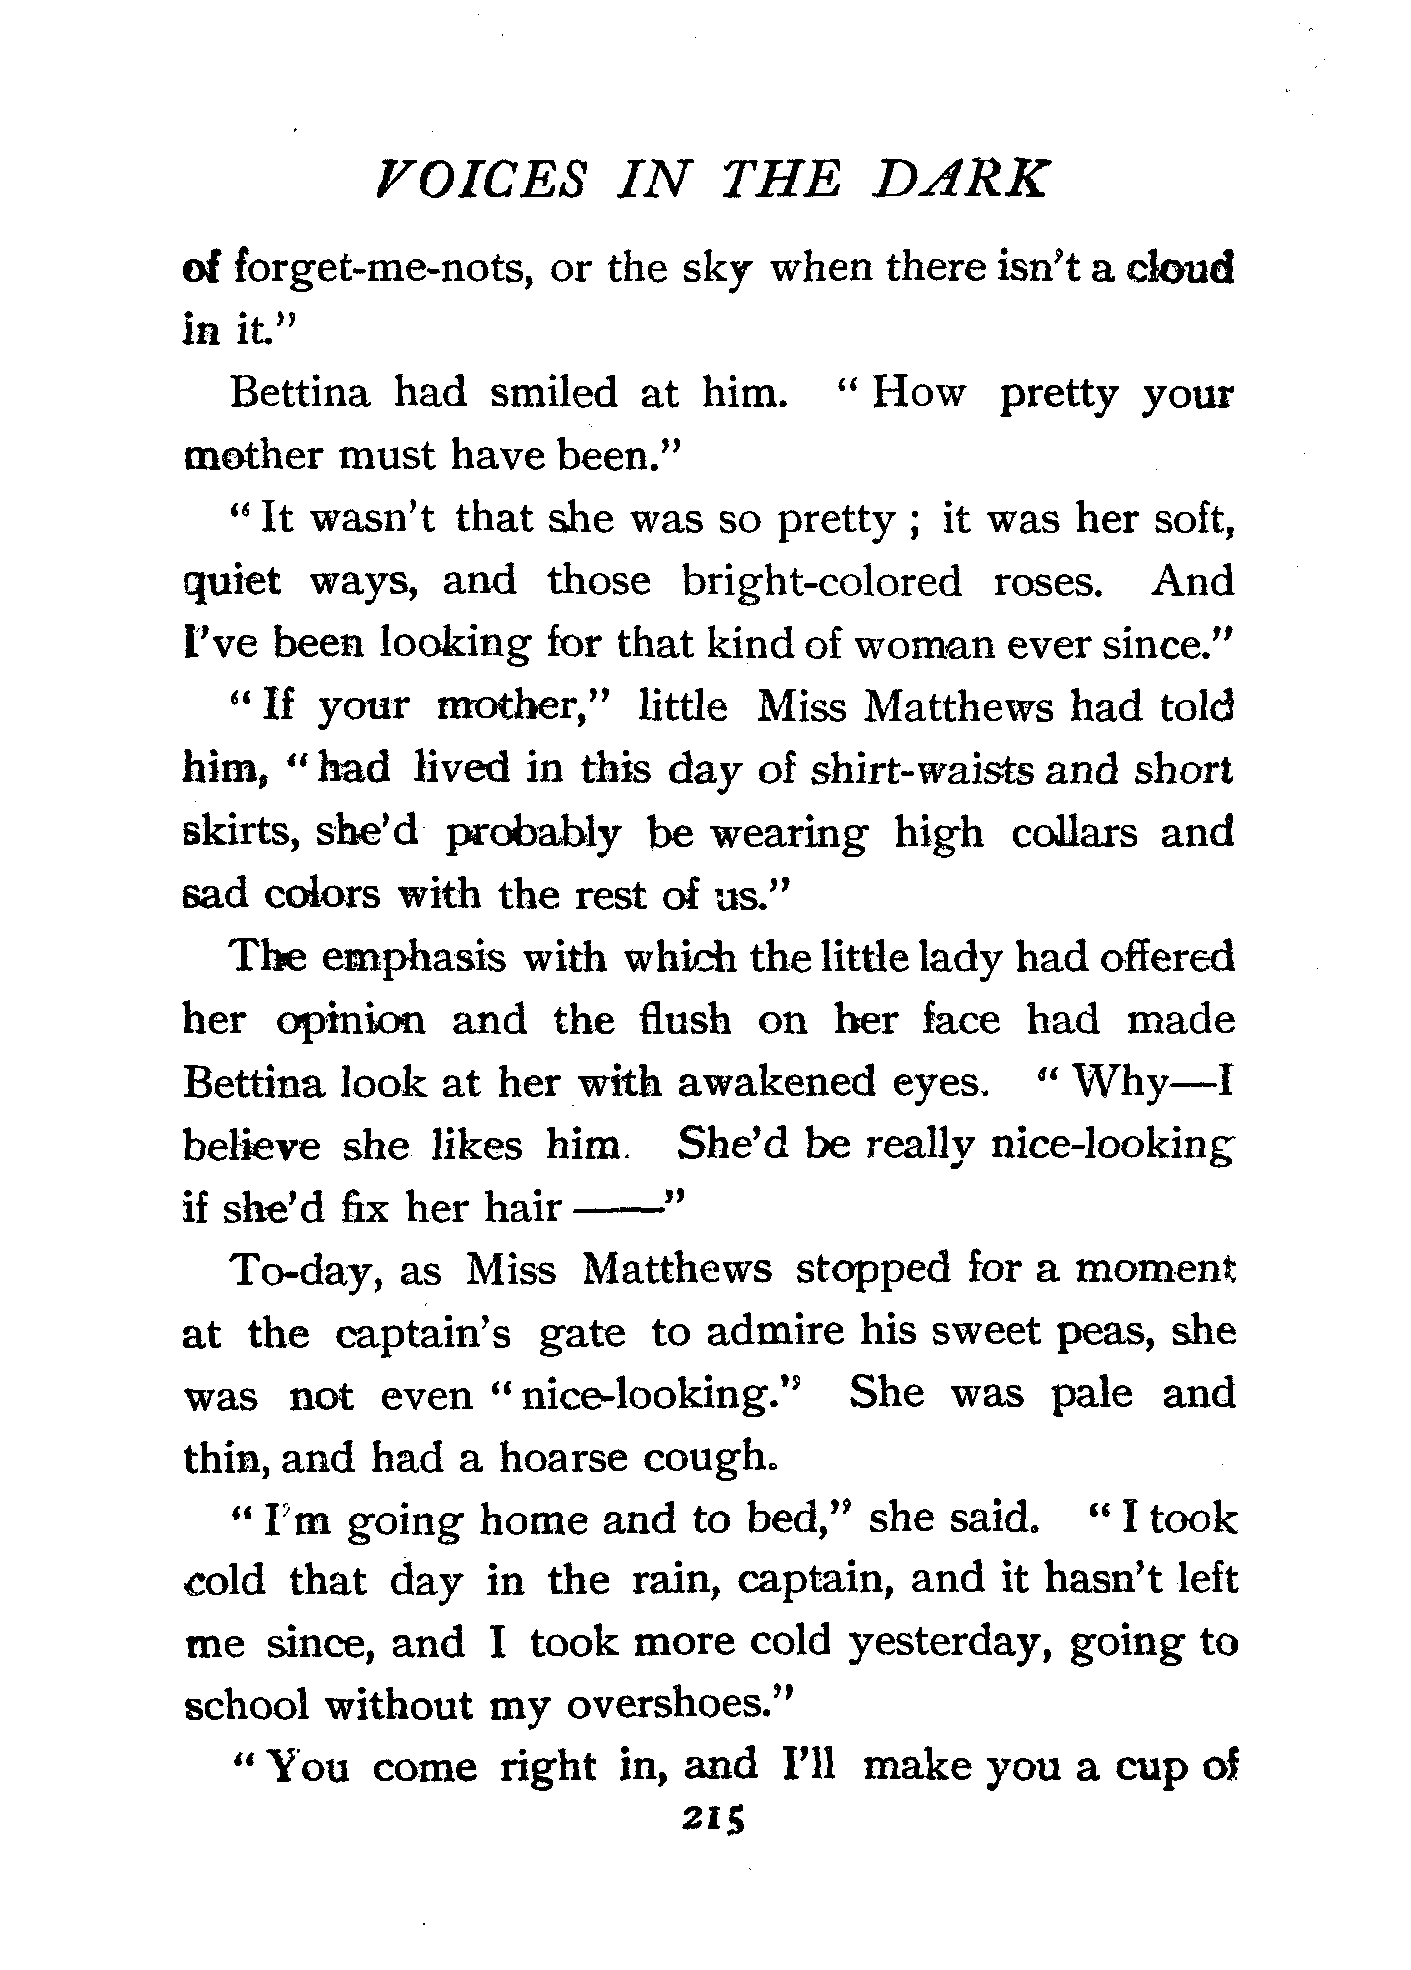 VOICES IN THE DARK
of forget-me-nots, or the sky when there isn't a cloud
in it."
Bettina had smiled at him. "How pretty your
mother must have been."
"It wasn't that she was so pretty; it was her soft,
quiet ways, and those bright-colored roses. And
I've been looking for that kind of woman ever since."
"If your mother," little Miss Matthews had told
him, "had lived in this day of shirt-waists and short
skirts, she'd probably be wearing high collars and
sad colors with the rest of us."
The emphasis with which the little lady had offered
her opinion and the flush on her face had made
Bettina look at her with awakened eyes. "Why—I
believe she likes him. She'd be really nice-looking
if she'd fix her hair ——"
To-day, as Miss Matthews stopped for a moment
at the captain's gate to admire his sweet peas, she
was not even "nice-looking." She was pale and
thin, and had a hoarse cough.
"I'm going home and to bed," she said. "I took
cold that day in the rain, captain, and it hasn't left
me since, and I took more cold yesterday, going to
school without my overshoes."
"You come right in, and I'll make you a cup of
215